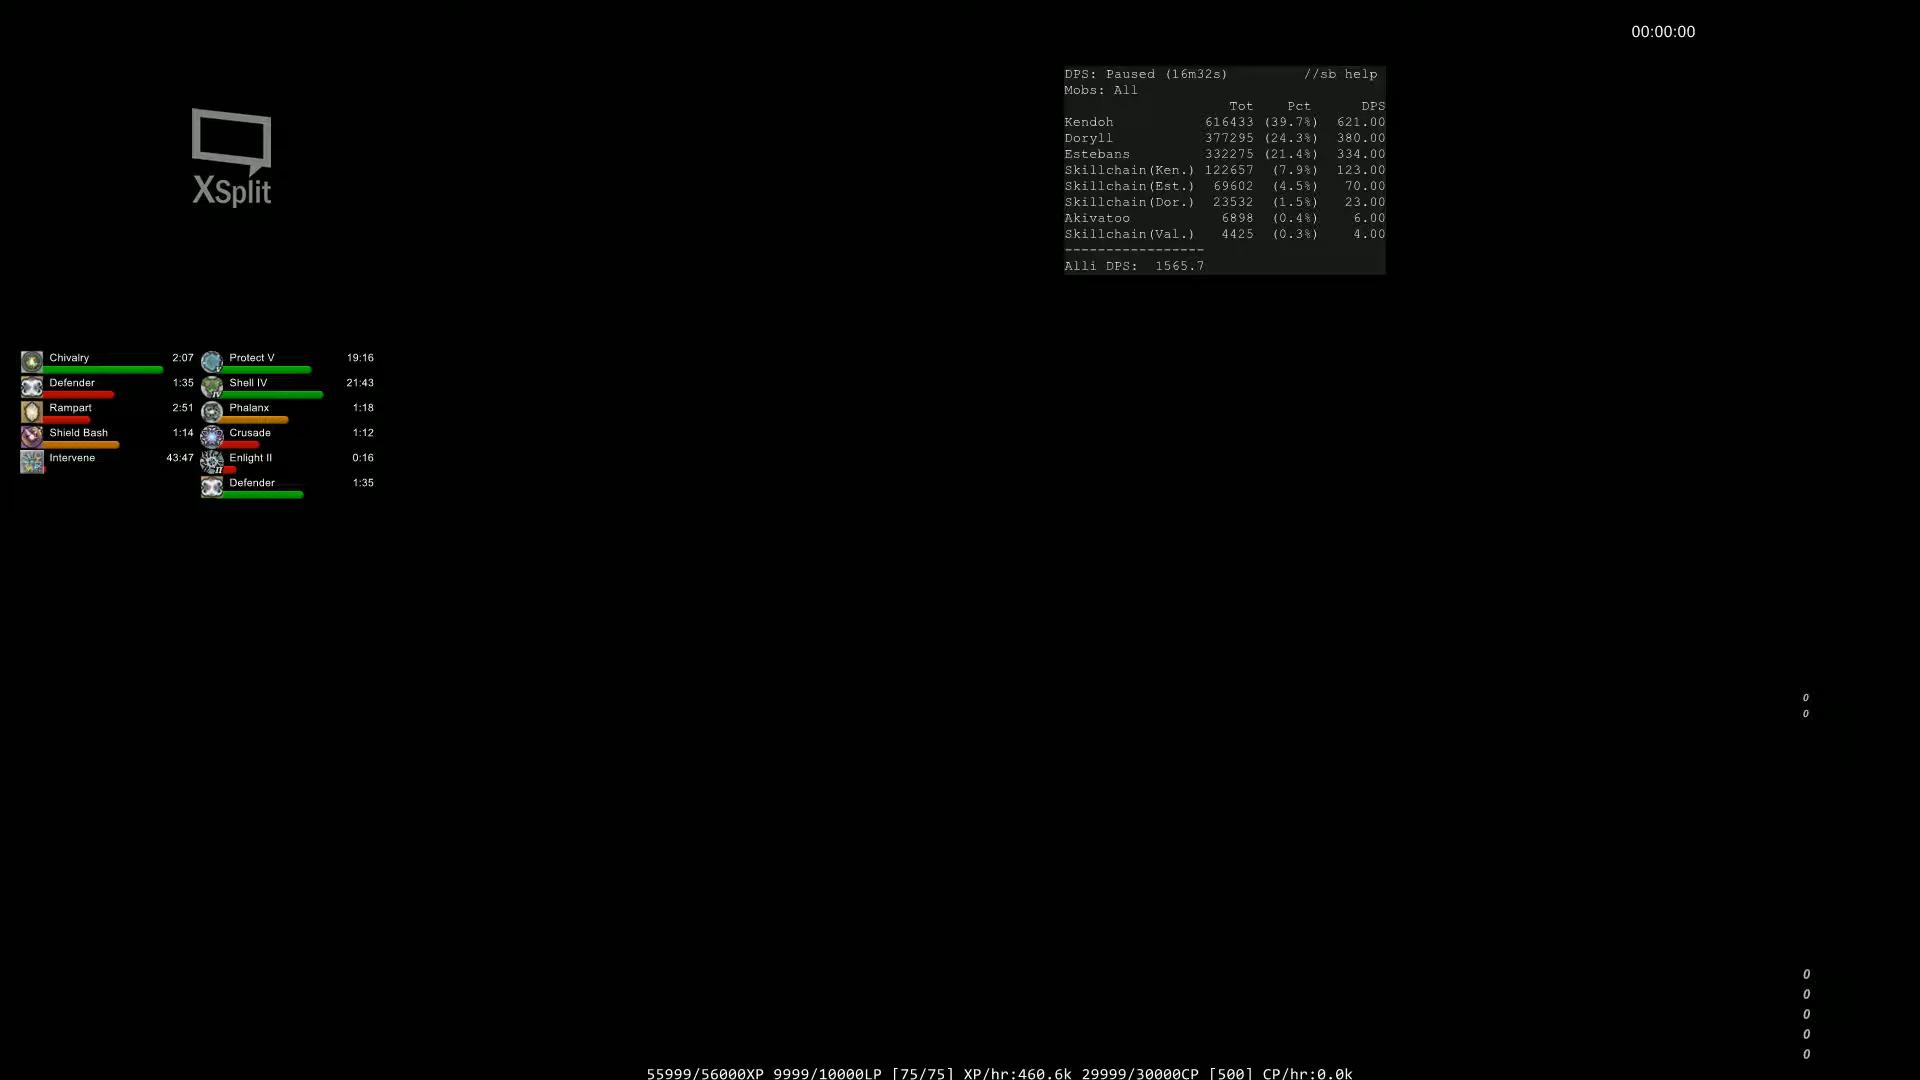 00:00:00
XSplit
DPS: Paused (16m32s) //sb help
Mobs: All
Tot Pct DPS
Kendoh 616433 (39.7%) 621.00
Doryll 377295 (24.3%) 380.00
Estebans 332275 (21.4%) 334.00
Skillchain(Ken.) 122657 (7.9%) 123.00
Skillchain(Est.) 69602 (4.5%) 70.00
Skillchain(Dor.) 23532 (1.5%) 23.00
Akivatoo 6898 (0.4%) 6.00
Skillchain(Val.) 4425 (0.3%) 4.00
-----------------
Alli DPS: 1565.7
Chivalry 2:07
Defender 1:35
Rampart 2:51
Shield Bash 1:14
Intervene 43:47
V Protect V 19:16
IV Shell IV 21:43
Phalanx 1:18
Crusade 1:12
II Enlight II 0:16
Defender 1:35
0
0
0
0
0
0
0
55999/56000XP 9999/10000LP [75/75] XP/hr:460.6k 29999/30000CP [500] CP/hr:0.0k